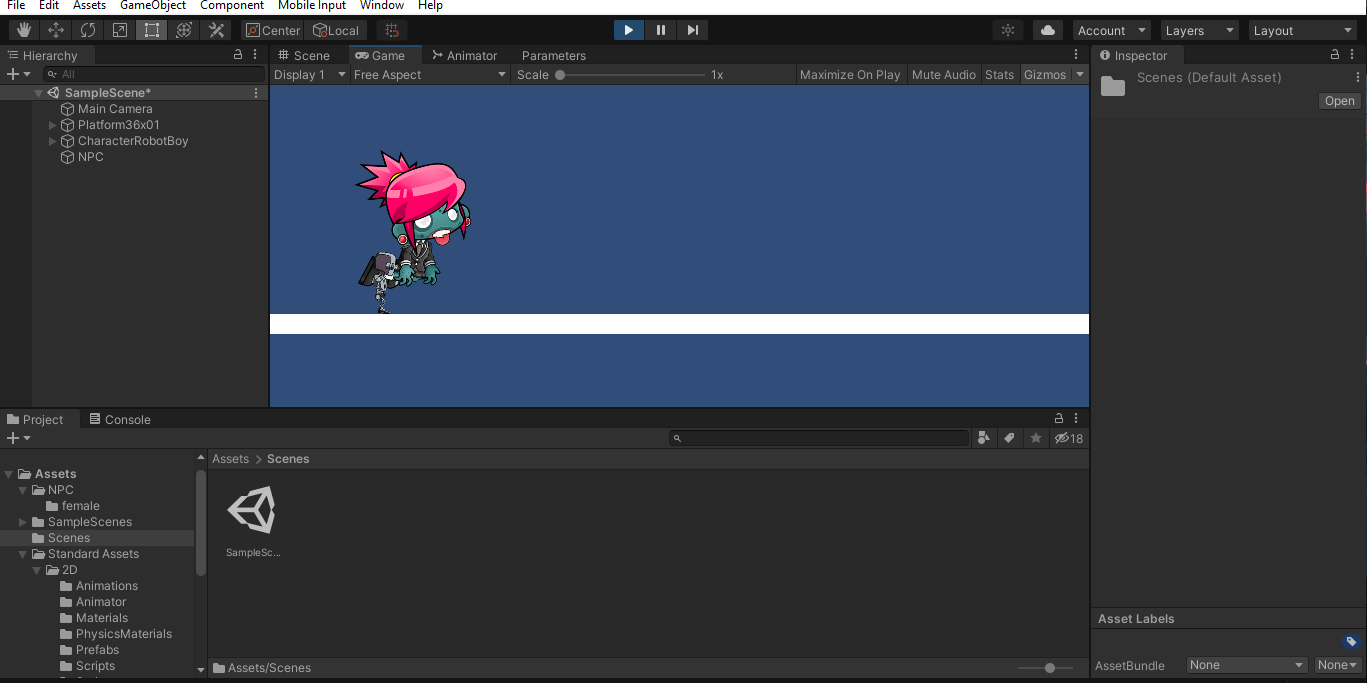 File Edit Assets GameObject Component Mobile Input Window Help
Center Local Account Layers Layout
Hierarchy
All
SampleScene*
Main Camera
Platform36x01
CharacterRobotBoy
NPC
Scene Game Animator Parameters
Display 1 Free Aspect Scale 1x Maximize On Play Mute Audio Stats Gizmos
Inspector
Scenes (Default Asset)
Open
Project Console
18
Assets
NPC
female
SampleScenes
Scenes
Standard Assets
2D
Animations
Animator
Materials
PhysicsMaterials
Prefabs
Scripts
Assets > Scenes
SampleSc...
Assets/Scenes
Asset Labels
AssetBundle None None